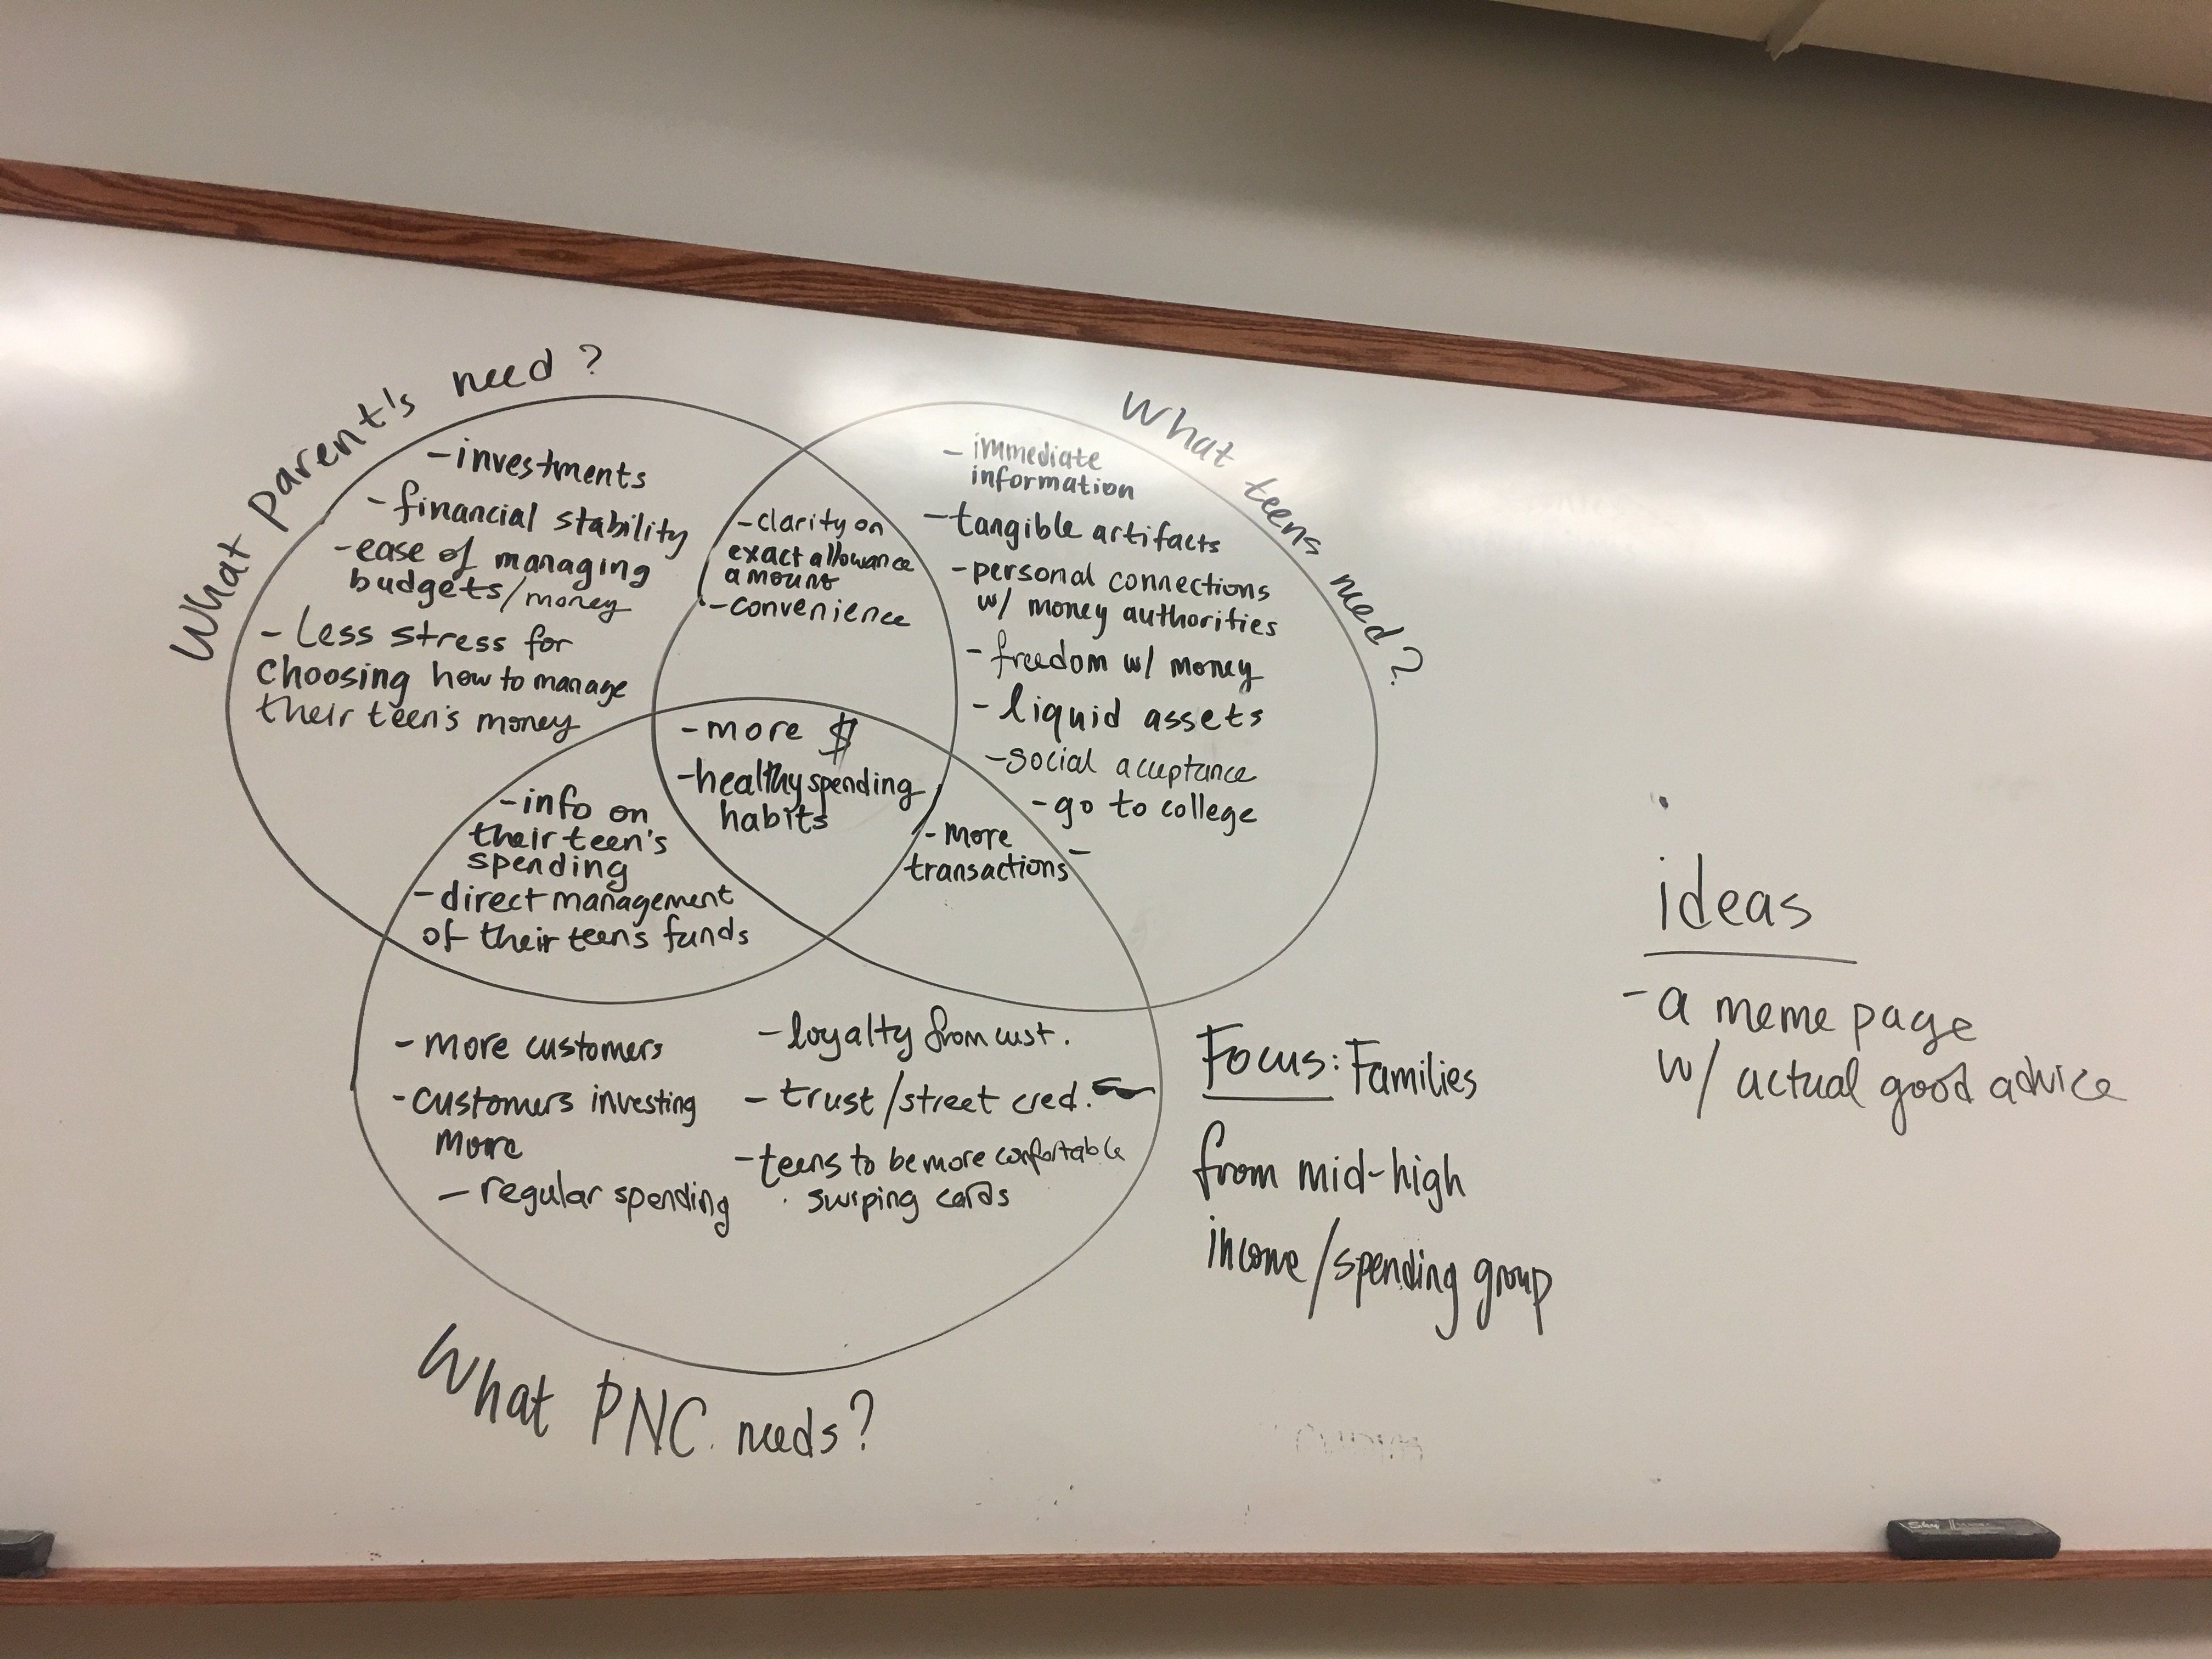 What Parent's need?
- investments
- financial stability
- ease of managing
budgets/money
- Less stress for
choosing how to manage
their teen's money
- clarity on
exact allowance
amount
- convenience
What teens need?
- immediate
information
- tangible artifacts
- personal connections
w/ money authorities
- freedom w/ money
- liquid assets
- social acceptance
- go to college
- more $
- healthy spending
habits
- info on
their teen's
spending
- direct management
of their teens funds
- more
transactions -
- more customers
- customers investing
more
- regular spending
- loyalty from cust.
- trust/street cred.
- teens to be more confortable
swiping cards
What PNC needs?
Focus: Families
from mid-high
income/spending group
ideas
- a meme page
w/ actual good advice